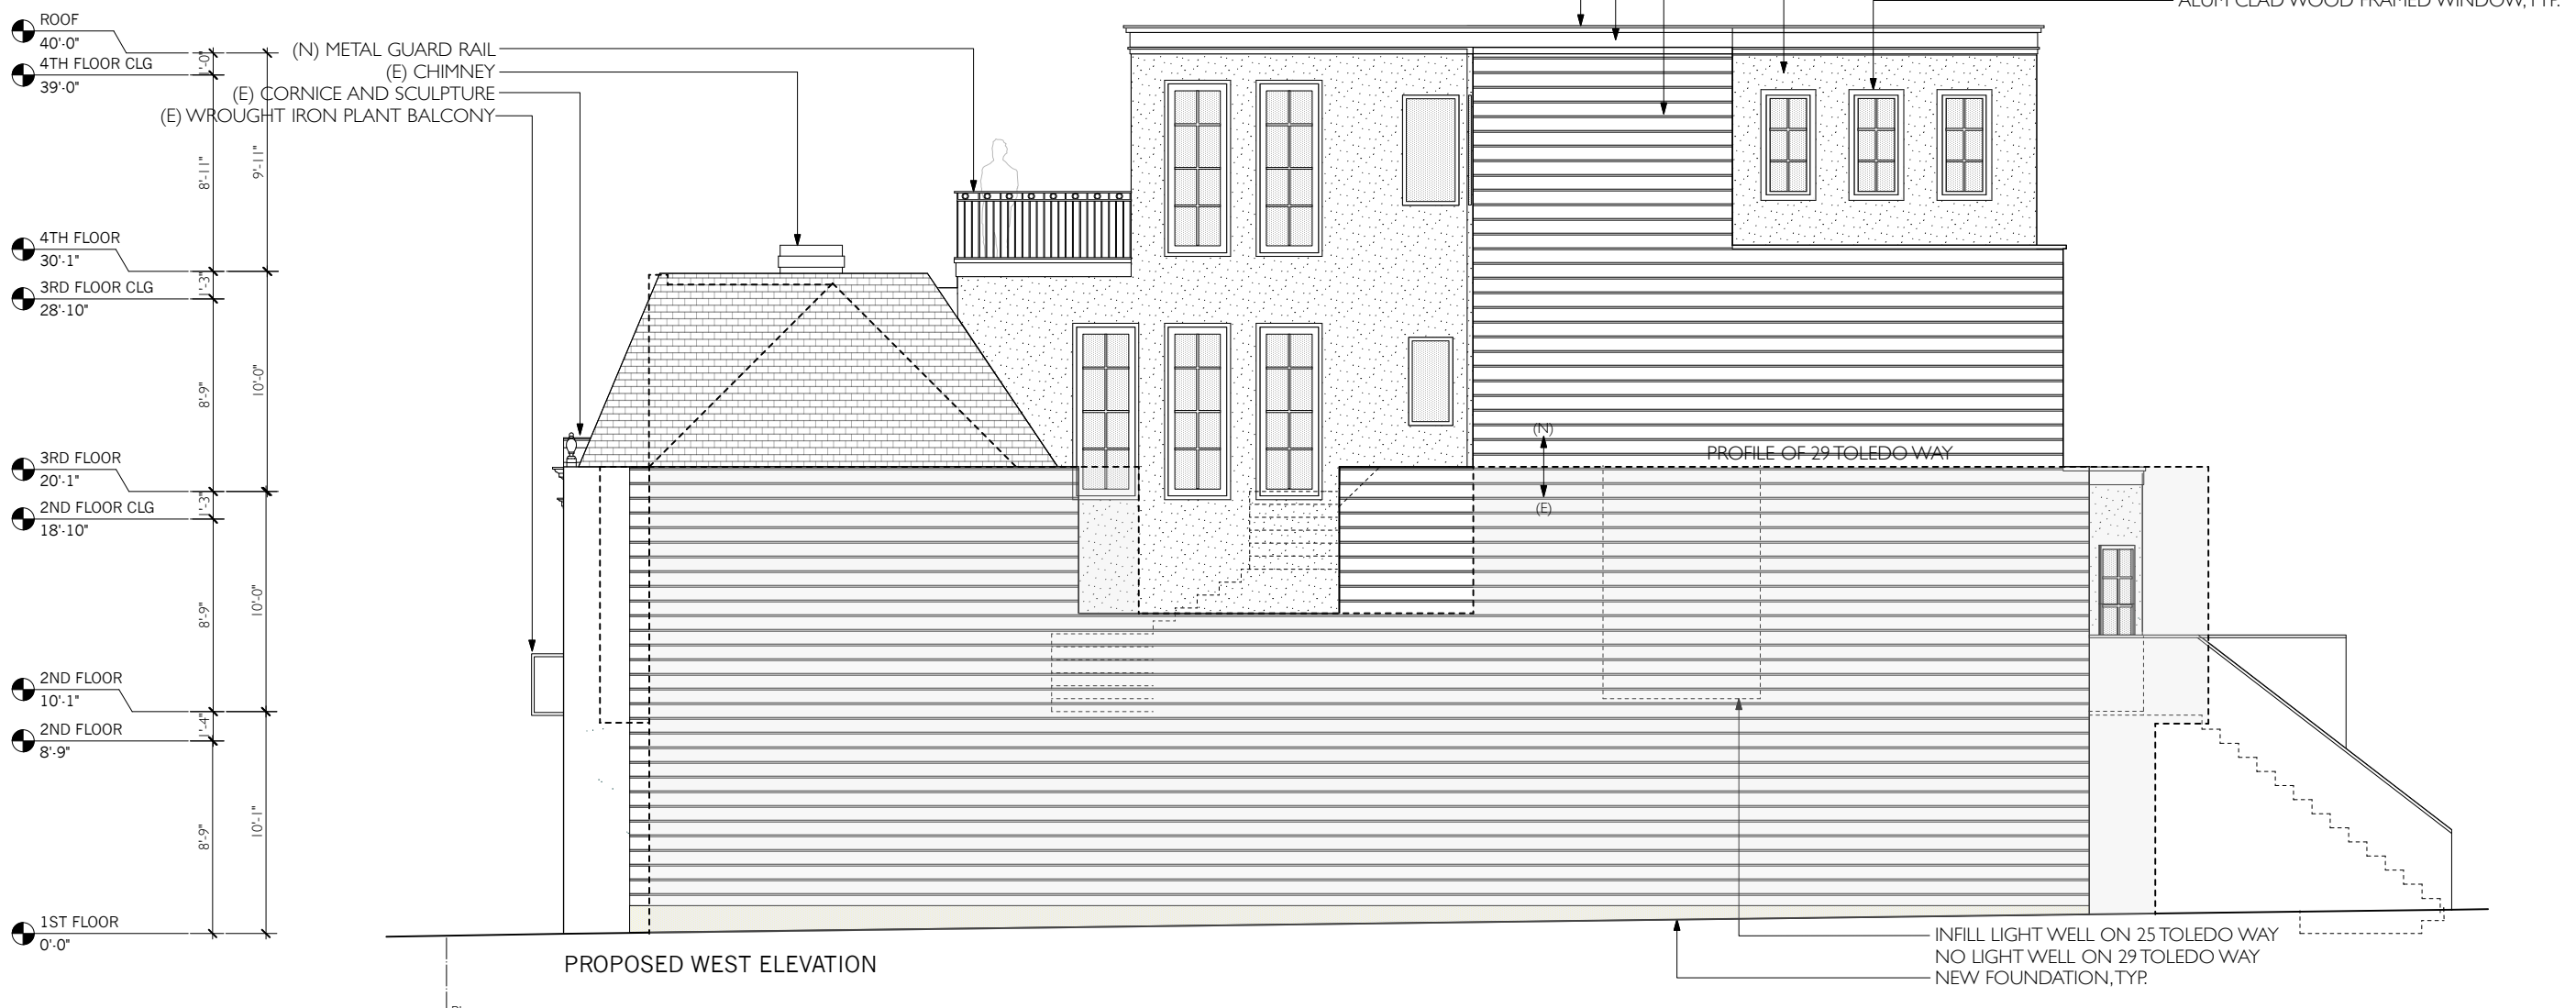 ALUM CLAD WOOD FRAMED WINDOW, TYP.
ROOF
40'-0"
4TH FLOOR CLG
39'-0"
4TH FLOOR
30'-1"
3RD FLOOR CLG
28'-10"
3RD FLOOR
20'-1"
2ND FLOOR CLG
18'-10"
2ND FLOOR
10'-1"
2ND FLOOR
8'-9"
1ST FLOOR
0'-0"
1'-0"
8'-1"
1'-3"
8'-9"
1'-3"
8'-9"
1'-4"
8'-9"
9'-11"
10'-0"
10'-0"
10'-1"
(N) METAL GUARD RAIL
(E) CHIMNEY
(E) CORNICE AND SCULPTURE
(E) WROUGHT IRON PLANT BALCONY
(N)
(E)
PROFILE OF 29 TOLEDO WAY
INFILL LIGHT WELL ON 25 TOLEDO WAY
NO LIGHT WELL ON 29 TOLEDO WAY
NEW FOUNDATION, TYP.
PROPOSED WEST ELEVATION